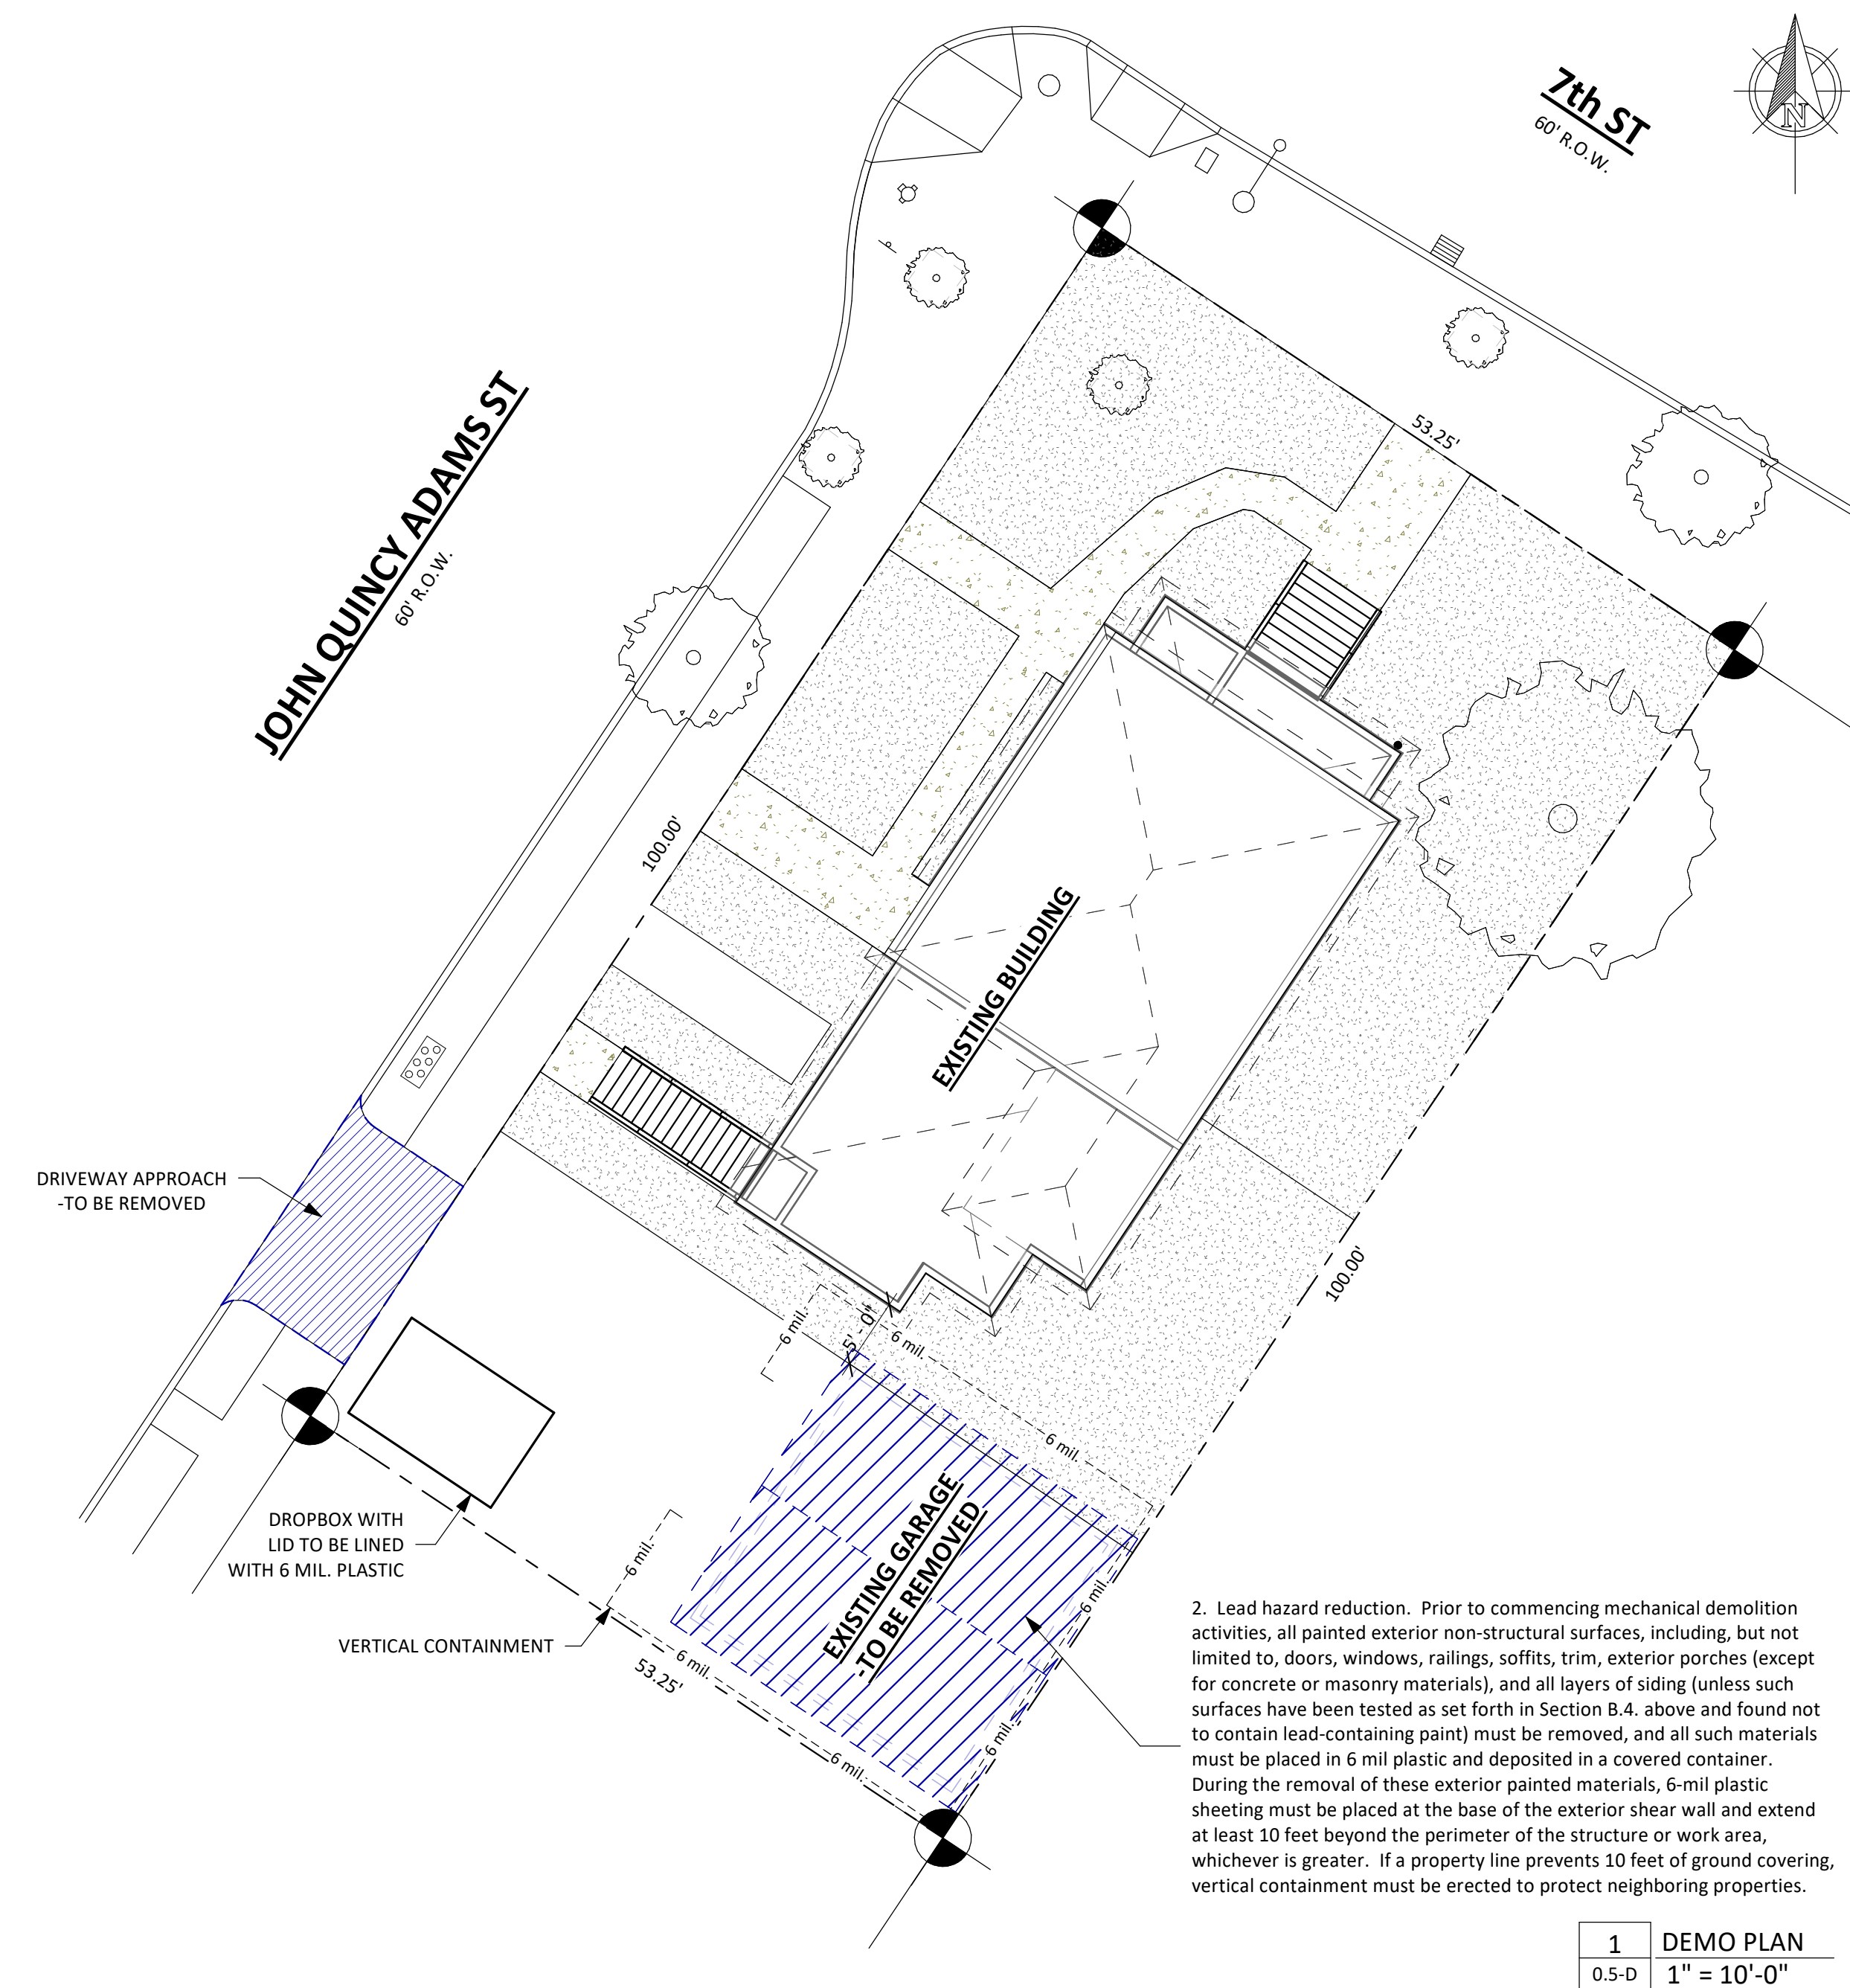 7th ST
60' R.O.W.
N
JOHN QUINCY ADAMS ST
60' R.O.W.
53.25'
100.00'
EXISTING BUILDING
DRIVEWAY APPROACH
-TO BE REMOVED
100.00'
6 mil.
5' - 0"
6 mil.
6 mil.
EXISTING GARAGE
-TO BE REMOVED
DROPBOX WITH
LID TO BE LINED
WITH 6 MIL. PLASTIC
6 mil.
6 mil.
VERTICAL CONTAINMENT
6 mil.
53.25'
6 mil.
6 mil.
2. Lead hazard reduction. Prior to commencing mechanical demolition
activities, all painted exterior non-structural surfaces, including, but not
limited to, doors, windows, railings, soffits, trim, exterior porches (except
for concrete or masonry materials), and all layers of siding (unless such
surfaces have been tested as set forth in Section B.4. above and found not
to contain lead-containing paint) must be removed, and all such materials
must be placed in 6 mil plastic and deposited in a covered container.
During the removal of these exterior painted materials, 6-mil plastic
sheeting must be placed at the base of the exterior shear wall and extend
at least 10 feet beyond the perimeter of the structure or work area,
whichever is greater. If a property line prevents 10 feet of ground covering,
vertical containment must be erected to protect neighboring properties.
1
DEMO PLAN
0.5-D
1" = 10'-0"